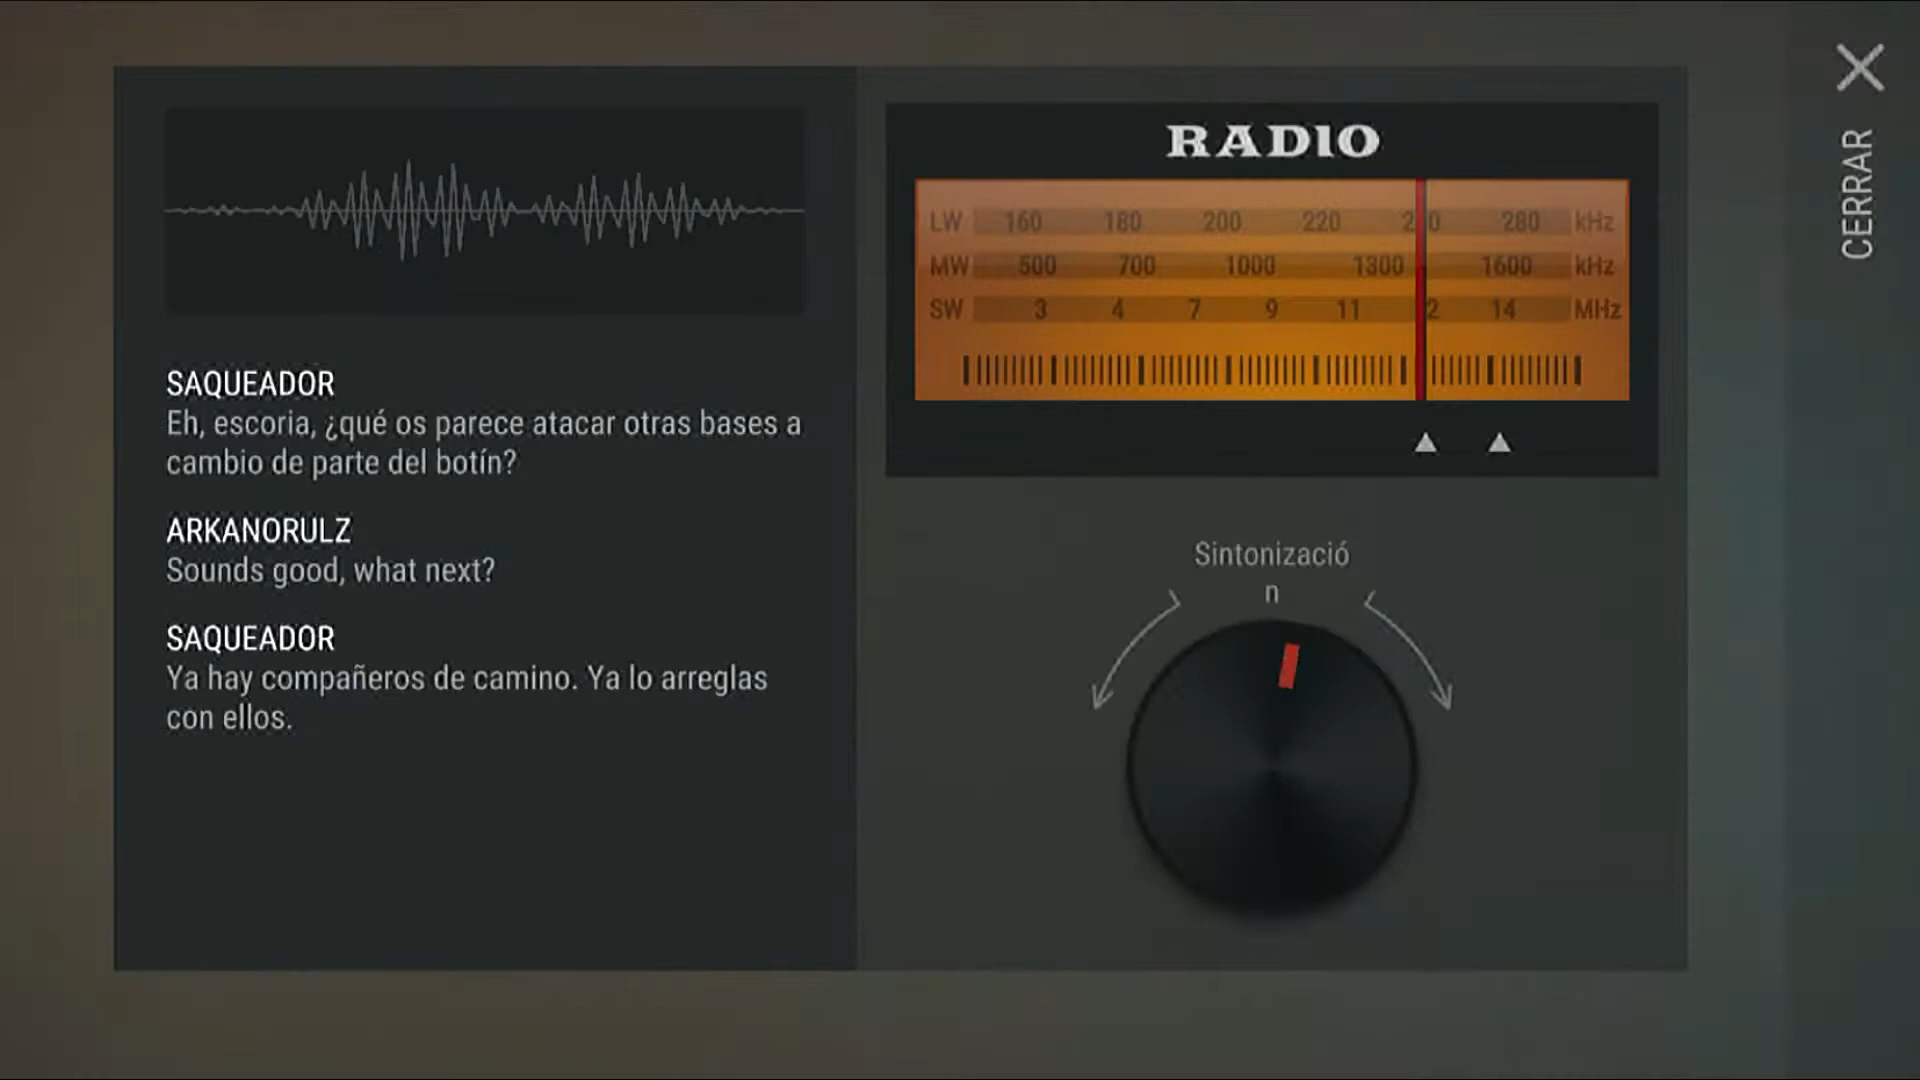 SAQUEADOR
Eh, escoria, ¿qué os parece atacar otras bases a
cambio de parte del botín?
ARKANORULZ
Sounds good, what next?
SAQUEADOR
Ya hay compañeros de camino. Ya lo arreglas
con ellos.
RADIO
LW 160 180 200 220 280 kHz
MW 500 700 1000 1300 1600 kHz
SW 3 4 7 9 11 14 MHz
Sintonizació
n
CERRAR